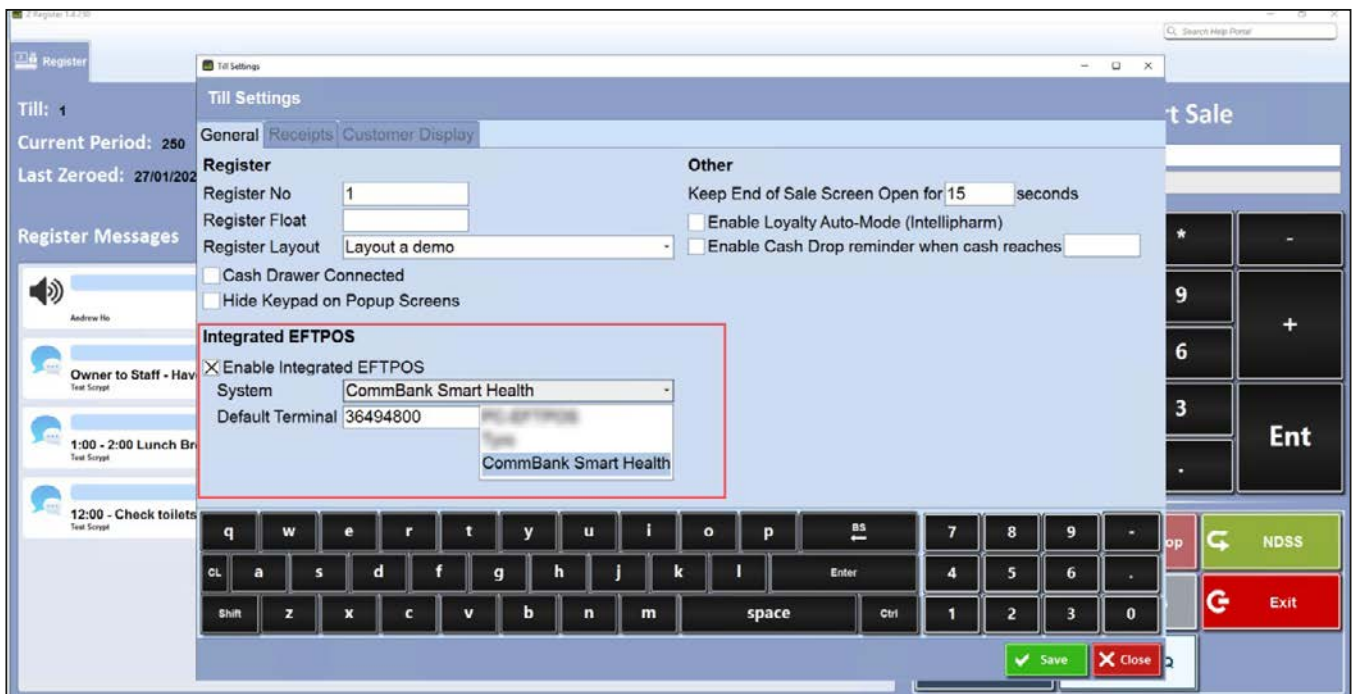 Z Register 1.4.230
Search Help Portal
Register
Till: 1
Current Period: 250
Last Zeroed: 27/01/202
Register Messages
Andrew Ho
Owner to Staff - Hav
Test Scrypt
1:00 - 2:00 Lunch Br
Test Scrypt
12:00 - Check toilets
Test Scrypt
Till Settings
Till Settings
General Receipts Customer Display
Register
Register No 1
Register Float
Register Layout Layout a demo
Cash Drawer Connected
Hide Keypad on Popup Screens
Other
Keep End of Sale Screen Open for 15 seconds
Enable Loyalty Auto-Mode (Intellipharm)
Enable Cash Drop reminder when cash reaches
Integrated EFTPOS
Enable Integrated EFTPOS
System CommBank Smart Health
Default Terminal 36494800
CommBank Smart Health
q w e r t y u i o p BS 7 8 9 -
CL a s d f g h j k l Enter 4 5 6 .
Shift z x c v b n m space Ctrl 1 2 3 0
Save Close
rt Sale
* -
9 +
6
3 Ent
.
op NDSS
Exit